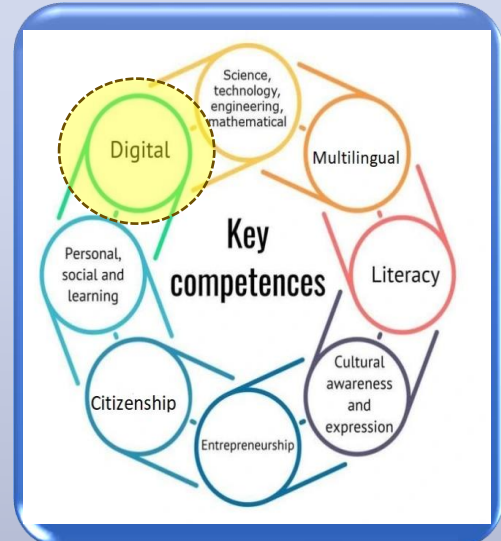 Science,
technology,
engineering,
mathematical
Digital
Multilingual
Key
competences
Personal,
social and
learning
Literacy
Cultural
awareness
and
expression
Citizenship
Entrepreneurship